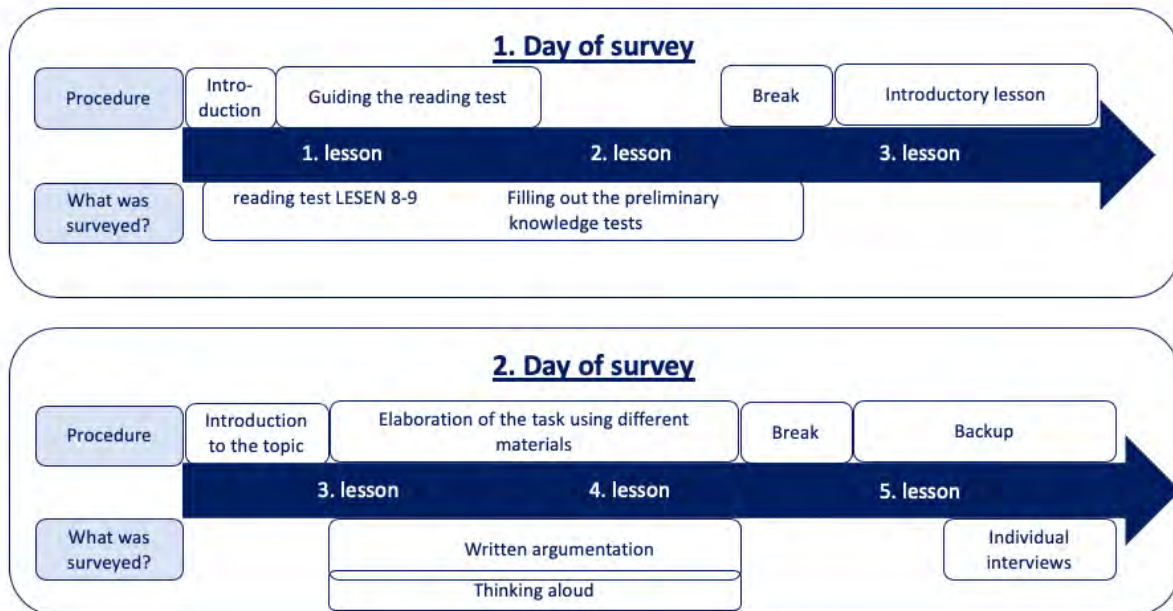 1. Day of survey
Procedure
Intro-
duction
Guiding the reading test
Break
Introductory lesson
1. lesson
2. lesson
3. lesson
What was
surveyed?
reading test LESEN 8-9
Filling out the preliminary
knowledge tests
2. Day of survey
Procedure
Introduction
to the topic
Elaboration of the task using different
materials
Break
Backup
3. lesson
4. lesson
5. lesson
What was
surveyed?
Written argumentation
Thinking aloud
Individual
interviews